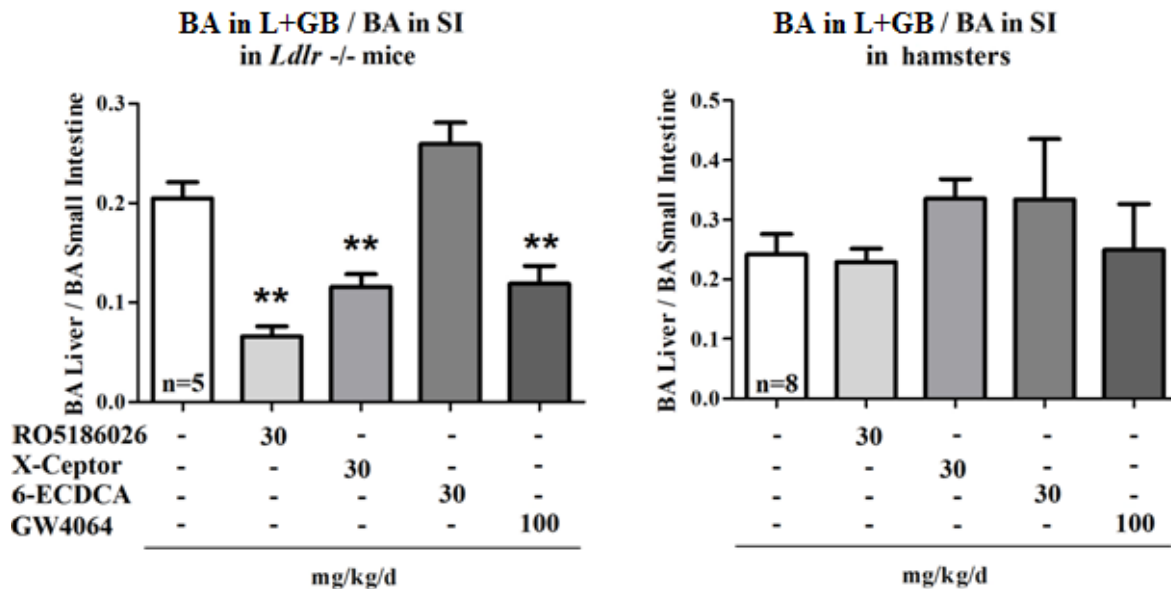 BA in L+GB / BA in SI
in Ldlr -/- mice
BA Liver / BA Small Intestine
0.3
0.2
0.1
0.0
**
**
**
n=5
BA in L+GB / BA in SI
in hamsters
BA Liver / BA Small Intestine
0.5
0.4
0.3
0.2
0.1
0.0
n=8
RO5186026 - 30 - - - - 30 - - -
X-Ceptor - - 30 - - - - 30 - -
6-ECDCA - - - 30 - - - - 30 -
GW4064 - - - - 100 - - - - 100
mg/kg/d
mg/kg/d